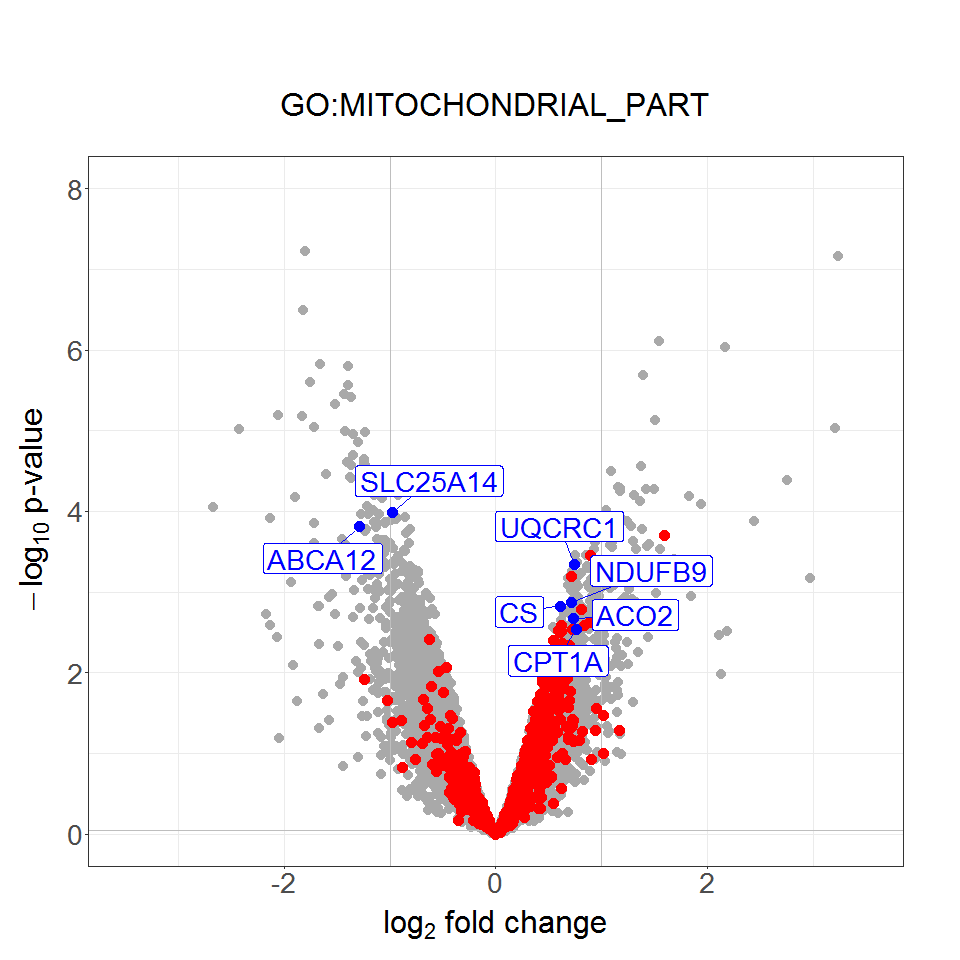 GO:MITOCHONDRIAL_PART
8
6
4
2
0
− log10 p-value
SLC25A14
ABCA12
UQCRC1
NDUFB9
CS
ACO2
CPT1A
-2
0
2
log2 fold change